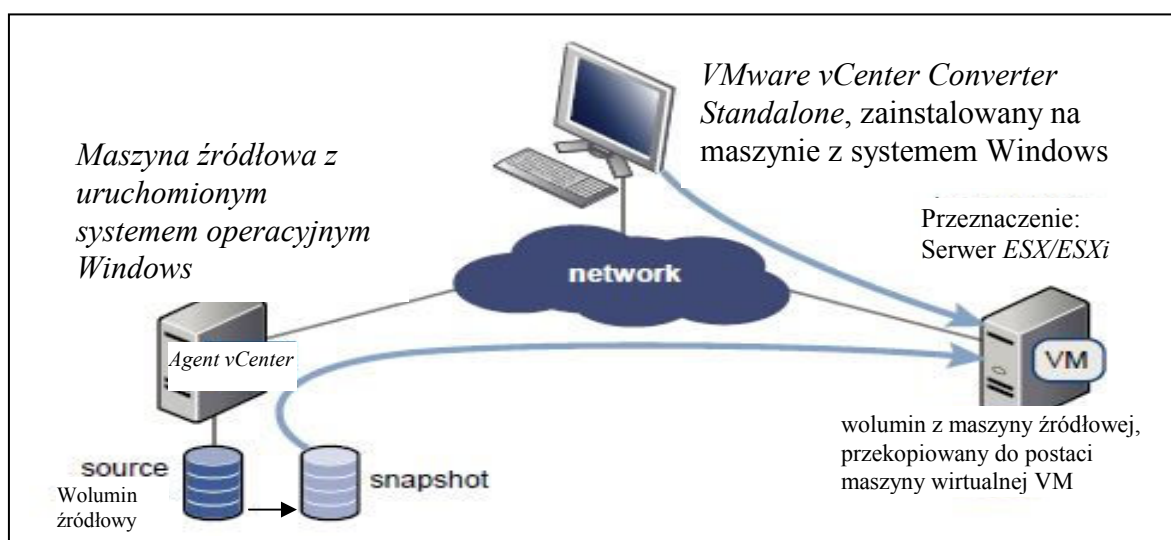 VMware vCenter Converter
Standalone, zainstalowany na
maszynie z systemem Windows
Maszyna źródłowa z
uruchomionym
systemem operacyjnym
Windows
Przeznaczenie:
Serwer ESX/ESXi
network
Agent vCenter
VM
wolumin z maszyny źródłowej,
przekopiowany do postaci
maszyny wirtualnej VM
source
snapshot
Wolumin
źródłowy